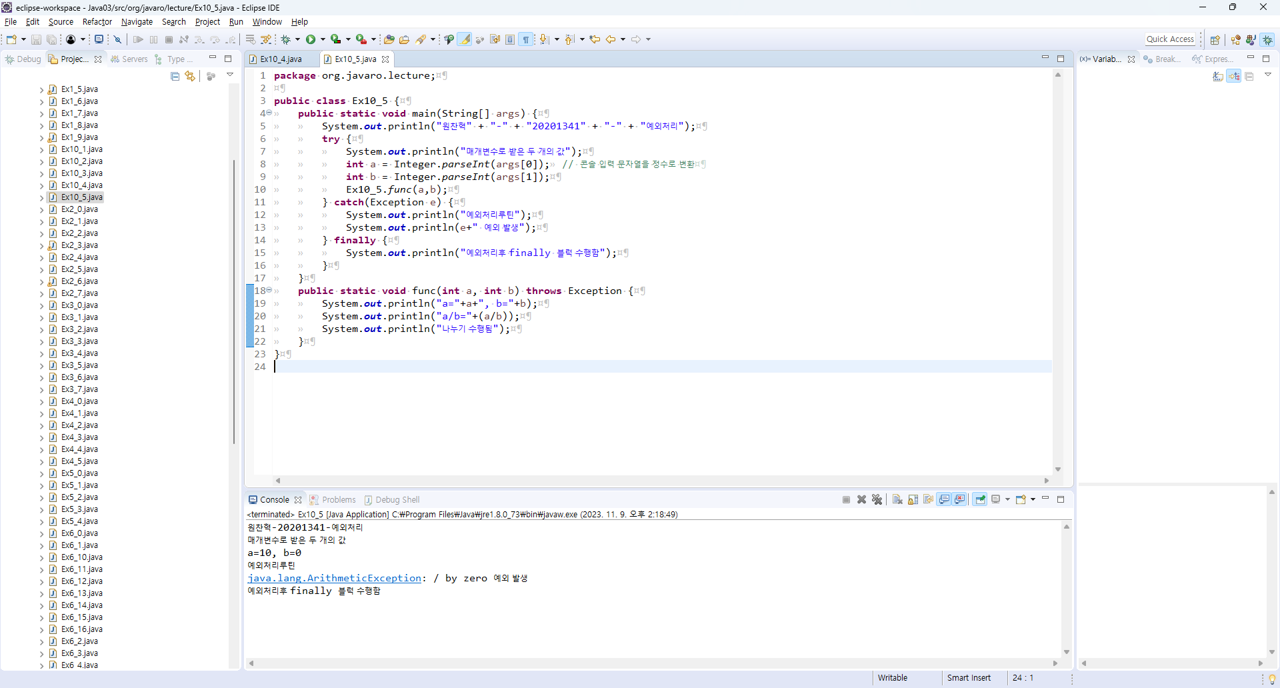 eclipse-workspace - Java03/src/org/javaro/lecture/Ex10_5.java - Eclipse IDE
File Edit Source Refactor Navigate Search Project Run Window Help
Quick Access
Debug Projec... Servers Type ...
Ex1_5.java
Ex1_6.java
Ex1_7.java
Ex1_8.java
Ex1_9.java
Ex10_1.java
Ex10_2.java
Ex10_3.java
Ex10_4.java
Ex10_5.java
Ex2_0.java
Ex2_1.java
Ex2_2.java
Ex2_3.java
Ex2_4.java
Ex2_5.java
Ex2_6.java
Ex2_7.java
Ex3_0.java
Ex3_1.java
Ex3_2.java
Ex3_3.java
Ex3_4.java
Ex3_5.java
Ex3_6.java
Ex3_7.java
Ex4_0.java
Ex4_1.java
Ex4_2.java
Ex4_3.java
Ex4_4.java
Ex4_5.java
Ex5_0.java
Ex5_1.java
Ex5_2.java
Ex5_3.java
Ex5_4.java
Ex6_0.java
Ex6_1.java
Ex6_10.java
Ex6_11.java
Ex6_12.java
Ex6_13.java
Ex6_14.java
Ex6_15.java
Ex6_16.java
Ex6_2.java
Ex6_3.java
Ex6_4.java
Ex10_4.java Ex10_5.java
1 package org.javaro.lecture;
2
3 public class Ex10_5 {
4 public static void main(String[] args) {
5 System.out.println("원찬혁" + "-" + "20201341" + "-" + "예외처리");
6 try {
7 System.out.println("매개변수로 받은 두 개의 값");
8 int a = Integer.parseInt(args[0]); // 콘솔 입력 문자열을 정수로 변환
9 int b = Integer.parseInt(args[1]);
10 Ex10_5.func(a,b);
11 } catch(Exception e) {
12 System.out.println("예외처리루틴");
13 System.out.println(e+" 예외 발생");
14 } finally {
15 System.out.println("예외처리후 finally 블럭 수행함");
16 }
17 }
18 public static void func(int a, int b) throws Exception {
19 System.out.println("a="+a+", b="+b);
20 System.out.println("a/b="+(a/b));
21 System.out.println("나누기 수행됨");
22 }
23 }
24
(x)= Variab... Break... Expres...
Console Problems Debug Shell
<terminated> Ex10_5 [Java Application] C:₩Program Files₩Java₩jre1.8.0_73₩bin₩javaw.exe (2023. 11. 9. 오후 2:18:49)
원찬혁-20201341-예외처리
매개변수로 받은 두 개의 값
a=10, b=0
예외처리루틴
java.lang.ArithmeticException: / by zero 예외 발생
예외처리후 finally 블럭 수행함
Writable Smart Insert 24 : 1